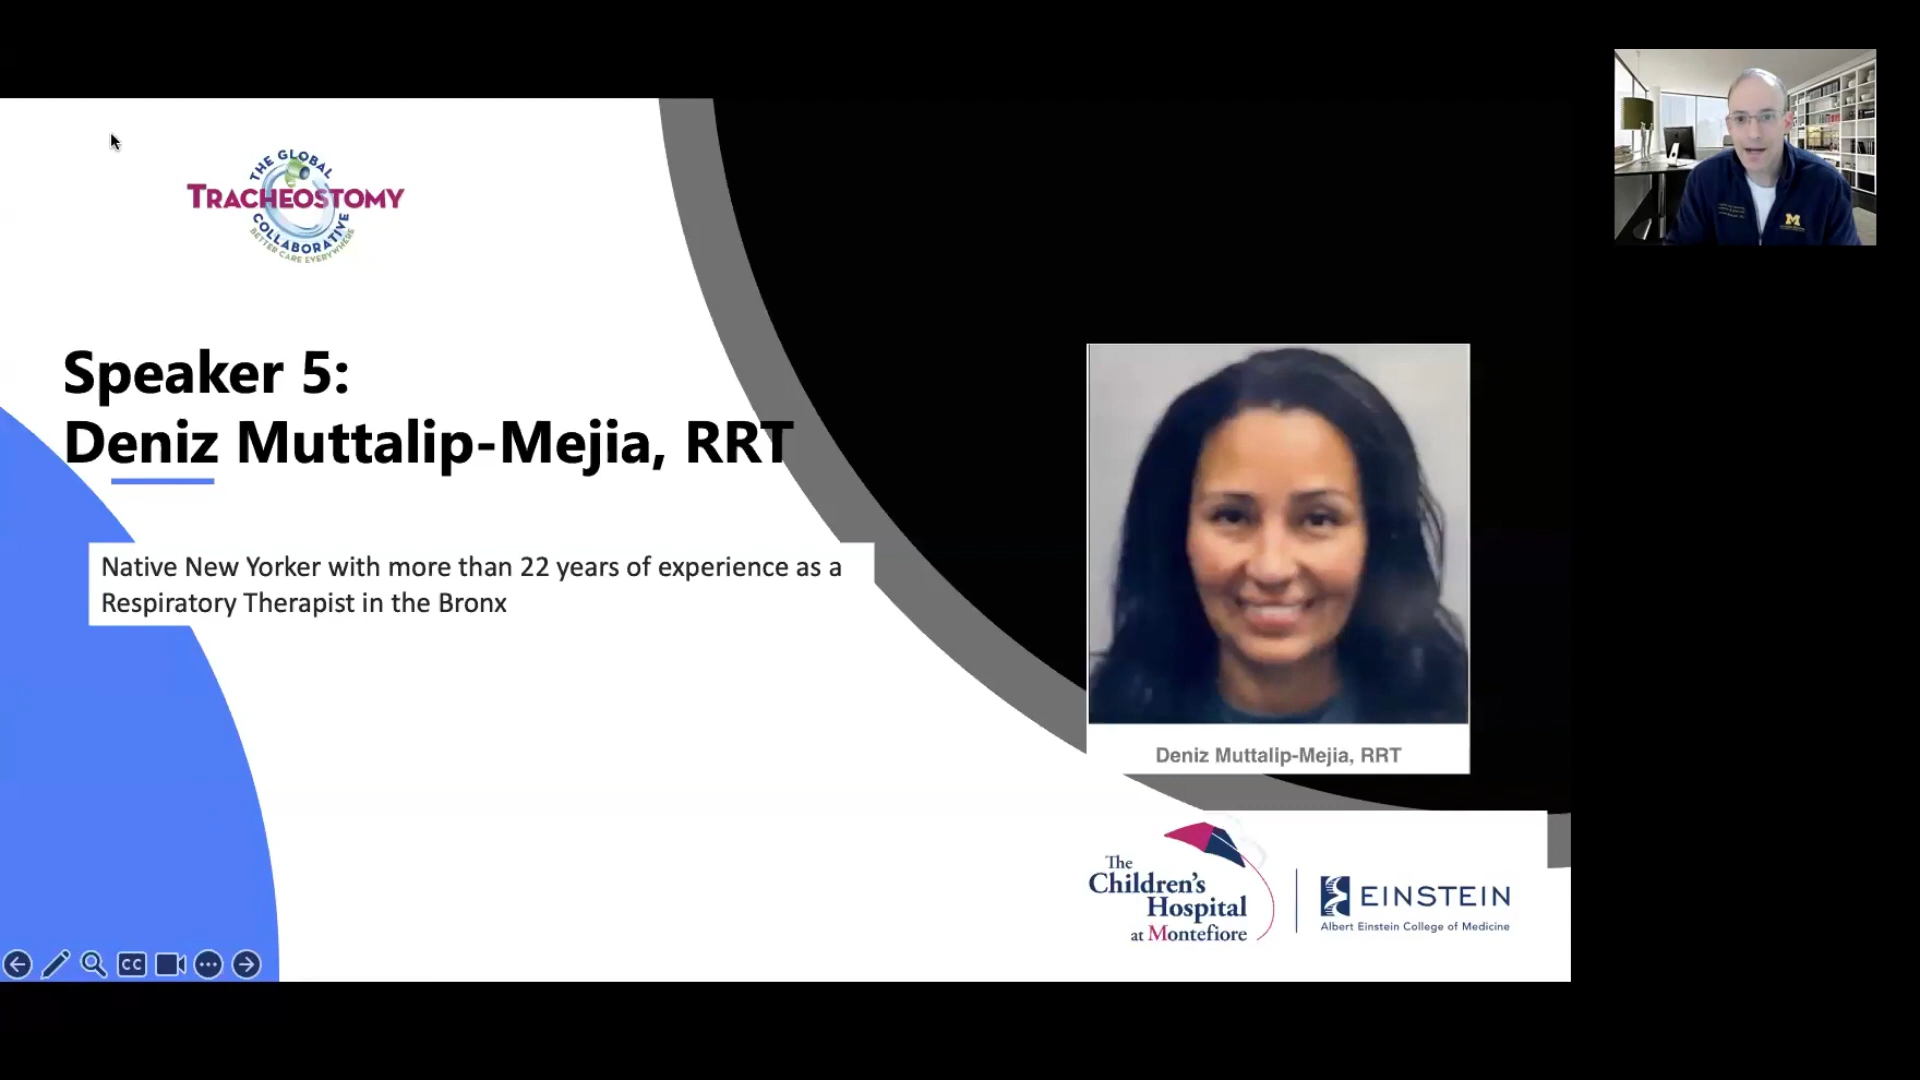 THE GLOBAL
TRACHEOSTOMY
COLLABORATIVE
BETTER CARE EVERYWHERE
Speaker 5:
Deniz Muttalip-Mejia, RRT
Native New Yorker with more than 22 years of experience as a
Respiratory Therapist in the Bronx
Deniz Muttalip-Mejia, RRT
The
Children's
Hospital
at Montefiore
EINSTEIN
Albert Einstein College of Medicine
CC
M